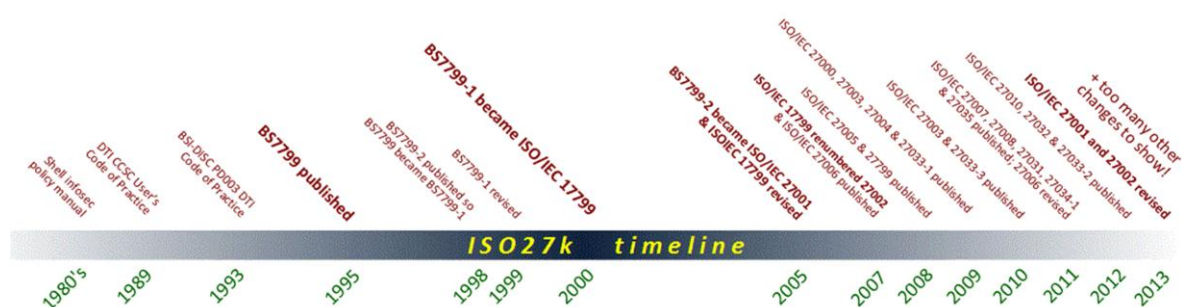 Shell infosec
policy manual
DTI CCSC User's
Code of Practice
BSI-DISC PD003 DTI
Code of Practice
BS7799 published
BS7799-2 published so
BS7799 became BS7799-1
BS7799-1 revised
BS7799-1 became ISO/IEC 17799
BS7799-2 became ISO/IEC 27001
& ISOIEC 17799 revised
ISO/IEC 17799 renumbered 27002
& ISO/IEC 27006 published
ISO/IEC 27005 & 27799 published
ISO/IEC 27000, 27003, 27004 & 27033-1 published
ISO/IEC 27003 & 27033-3 published
ISO/IEC 27007, 27008, 27031, 27034-1
& 27035 published; 27006 revised
ISO/IEC 27010, 27032 & 27033-2 published
ISO/IEC 27001 and 27002 revised
+ too many other
changes to show!
ISO27k timeline
1980's
1989
1993
1995
1998
1999
2000
2005
2007
2008
2009
2010
2011
2012
2013